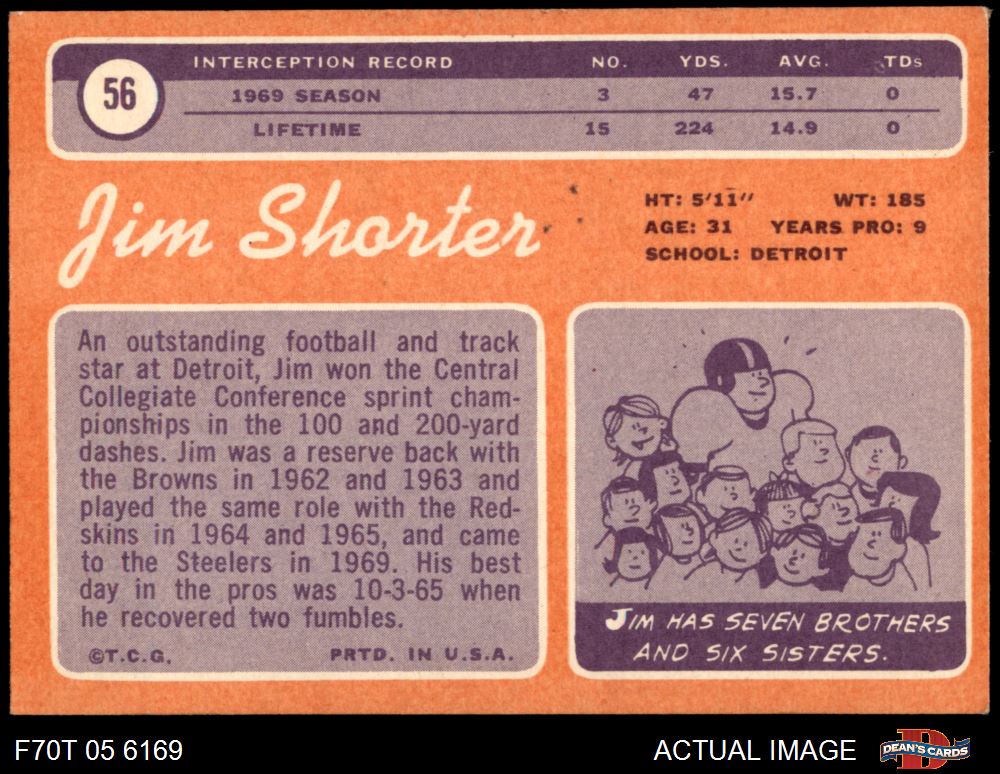 56
INTERCEPTION RECORD NO. YDS. AVG. TDs
1969 SEASON 3 47 15.7 0
LIFETIME 15 224 14.9 0
Jim Shorter
HT: 5'11" WT: 185
AGE: 31 YEARS PRO: 9
SCHOOL: DETROIT
An outstanding football and track
star at Detroit, Jim won the Central
Collegiate Conference sprint cham-
pionships in the 100 and 200-yard
dashes. Jim was a reserve back with
the Browns in 1962 and 1963 and
played the same role with the Red-
skins in 1964 and 1965, and came
to the Steelers in 1969. His best
day in the pros was 10-3-65 when
he recovered two fumbles.
©T.C.G. PRTD. IN U.S.A.
JIM HAS SEVEN BROTHERS
AND SIX SISTERS.
F70T 05 6169
ACTUAL IMAGE
DEAN'S CARDS